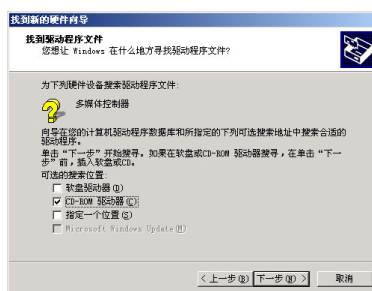 找到新的硬件向导
找到驱动程序文件
您想让 Windows 在什么地方寻找驱动程序文件?
为下列硬件设备搜索驱动程序文件:
多媒体控制器
向导在您的计算机驱动程序数据库和所指定的下列可选搜索地址中搜索合适的
驱动程序。
单击“下一步”开始搜寻。如果在软盘或CD-ROM 驱动器搜寻，在单击“下一
步”前，插入软盘或CD。
可选的搜索位置:
软盘驱动器(D)
CD-ROM 驱动器(C)
指定一个位置(S)
Microsoft Windows Update(M)
< 上一步(B) 下一步(N) > 取消